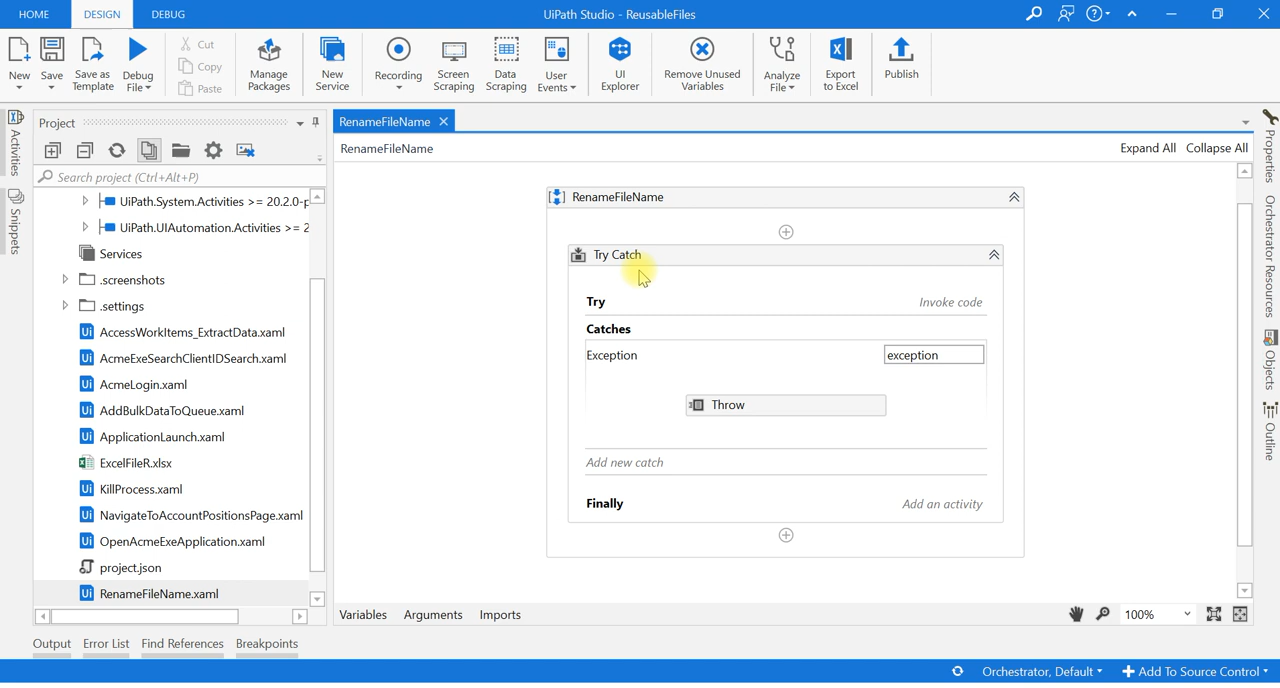 HOME DESIGN DEBUG UiPath Studio - ReusableFiles
New Save Save as Template Debug File Cut Copy Paste Manage Packages New Service Recording Screen Scraping Data Scraping User Events UI Explorer Remove Unused Variables Analyze File Export to Excel Publish
Activities
Snippets
Project
Search project (Ctrl+Alt+P)
UiPath.System.Activities >= 20.2.0-p
UiPath.UIAutomation.Activities >= 2
Services
.screenshots
.settings
AccessWorkItems_ExtractData.xaml
AcmeExeSearchClientIDSearch.xaml
AcmeLogin.xaml
AddBulkDataToQueue.xaml
ApplicationLaunch.xaml
ExcelFileR.xlsx
KillProcess.xaml
NavigateToAccountPositionsPage.xaml
OpenAcmeExeApplication.xaml
project.json
RenameFileName.xaml
RenameFileName
RenameFileName Expand All Collapse All
RenameFileName
Try Catch
Try Invoke code
Catches
Exception exception
Throw
Add new catch
Finally Add an activity
Variables Arguments Imports 100%
Properties
Orchestrator Resources
Objects
Outline
Output Error List Find References Breakpoints
Orchestrator, Default Add To Source Control